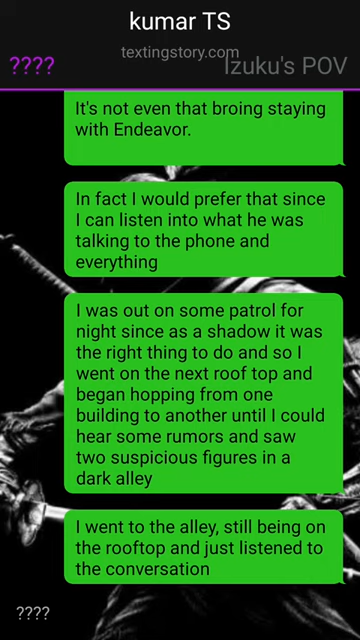 kumar TS
textingstory.com
????
Izuku's POV
It's not even that broing staying
with Endeavor.
In fact I would prefer that since
I can listen into what he was
talking to the phone and
everything
I was out on some patrol for
night since as a shadow it was
the right thing to do and so I
went on the next roof top and
began hopping from one
building to another until I could
hear some rumors and saw
two suspicious figures in a
dark alley
I went to the alley, still being on
the rooftop and just listened to
the conversation
????